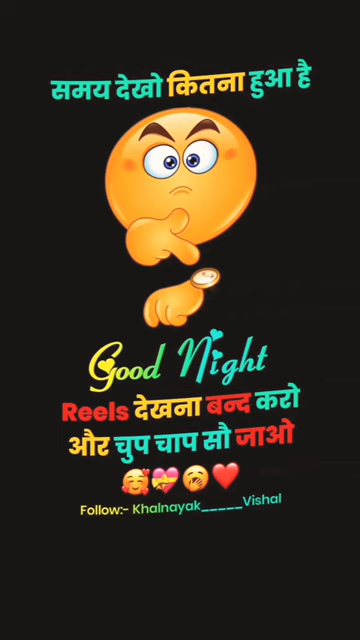 समय देखो कितना हुआ है
Good Night
Reels देखना बन्द करो
और चुप चाप सौ जाओ
Follow:- Khalnayak_____Vishal